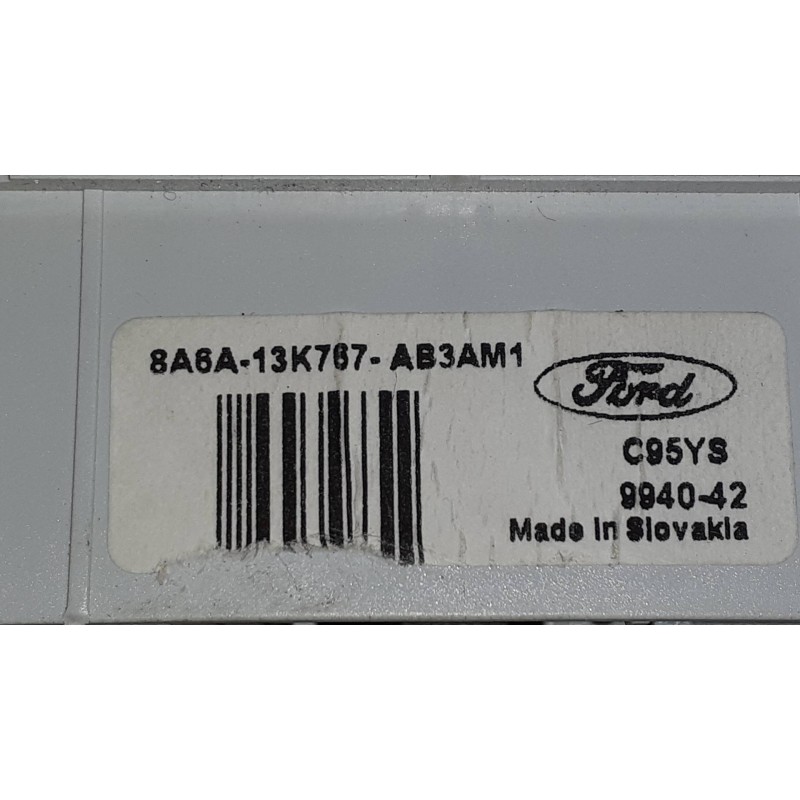 8A6A-13K767- AB3AM1
Ford
C95YS
9940-42
Made in Slovakia